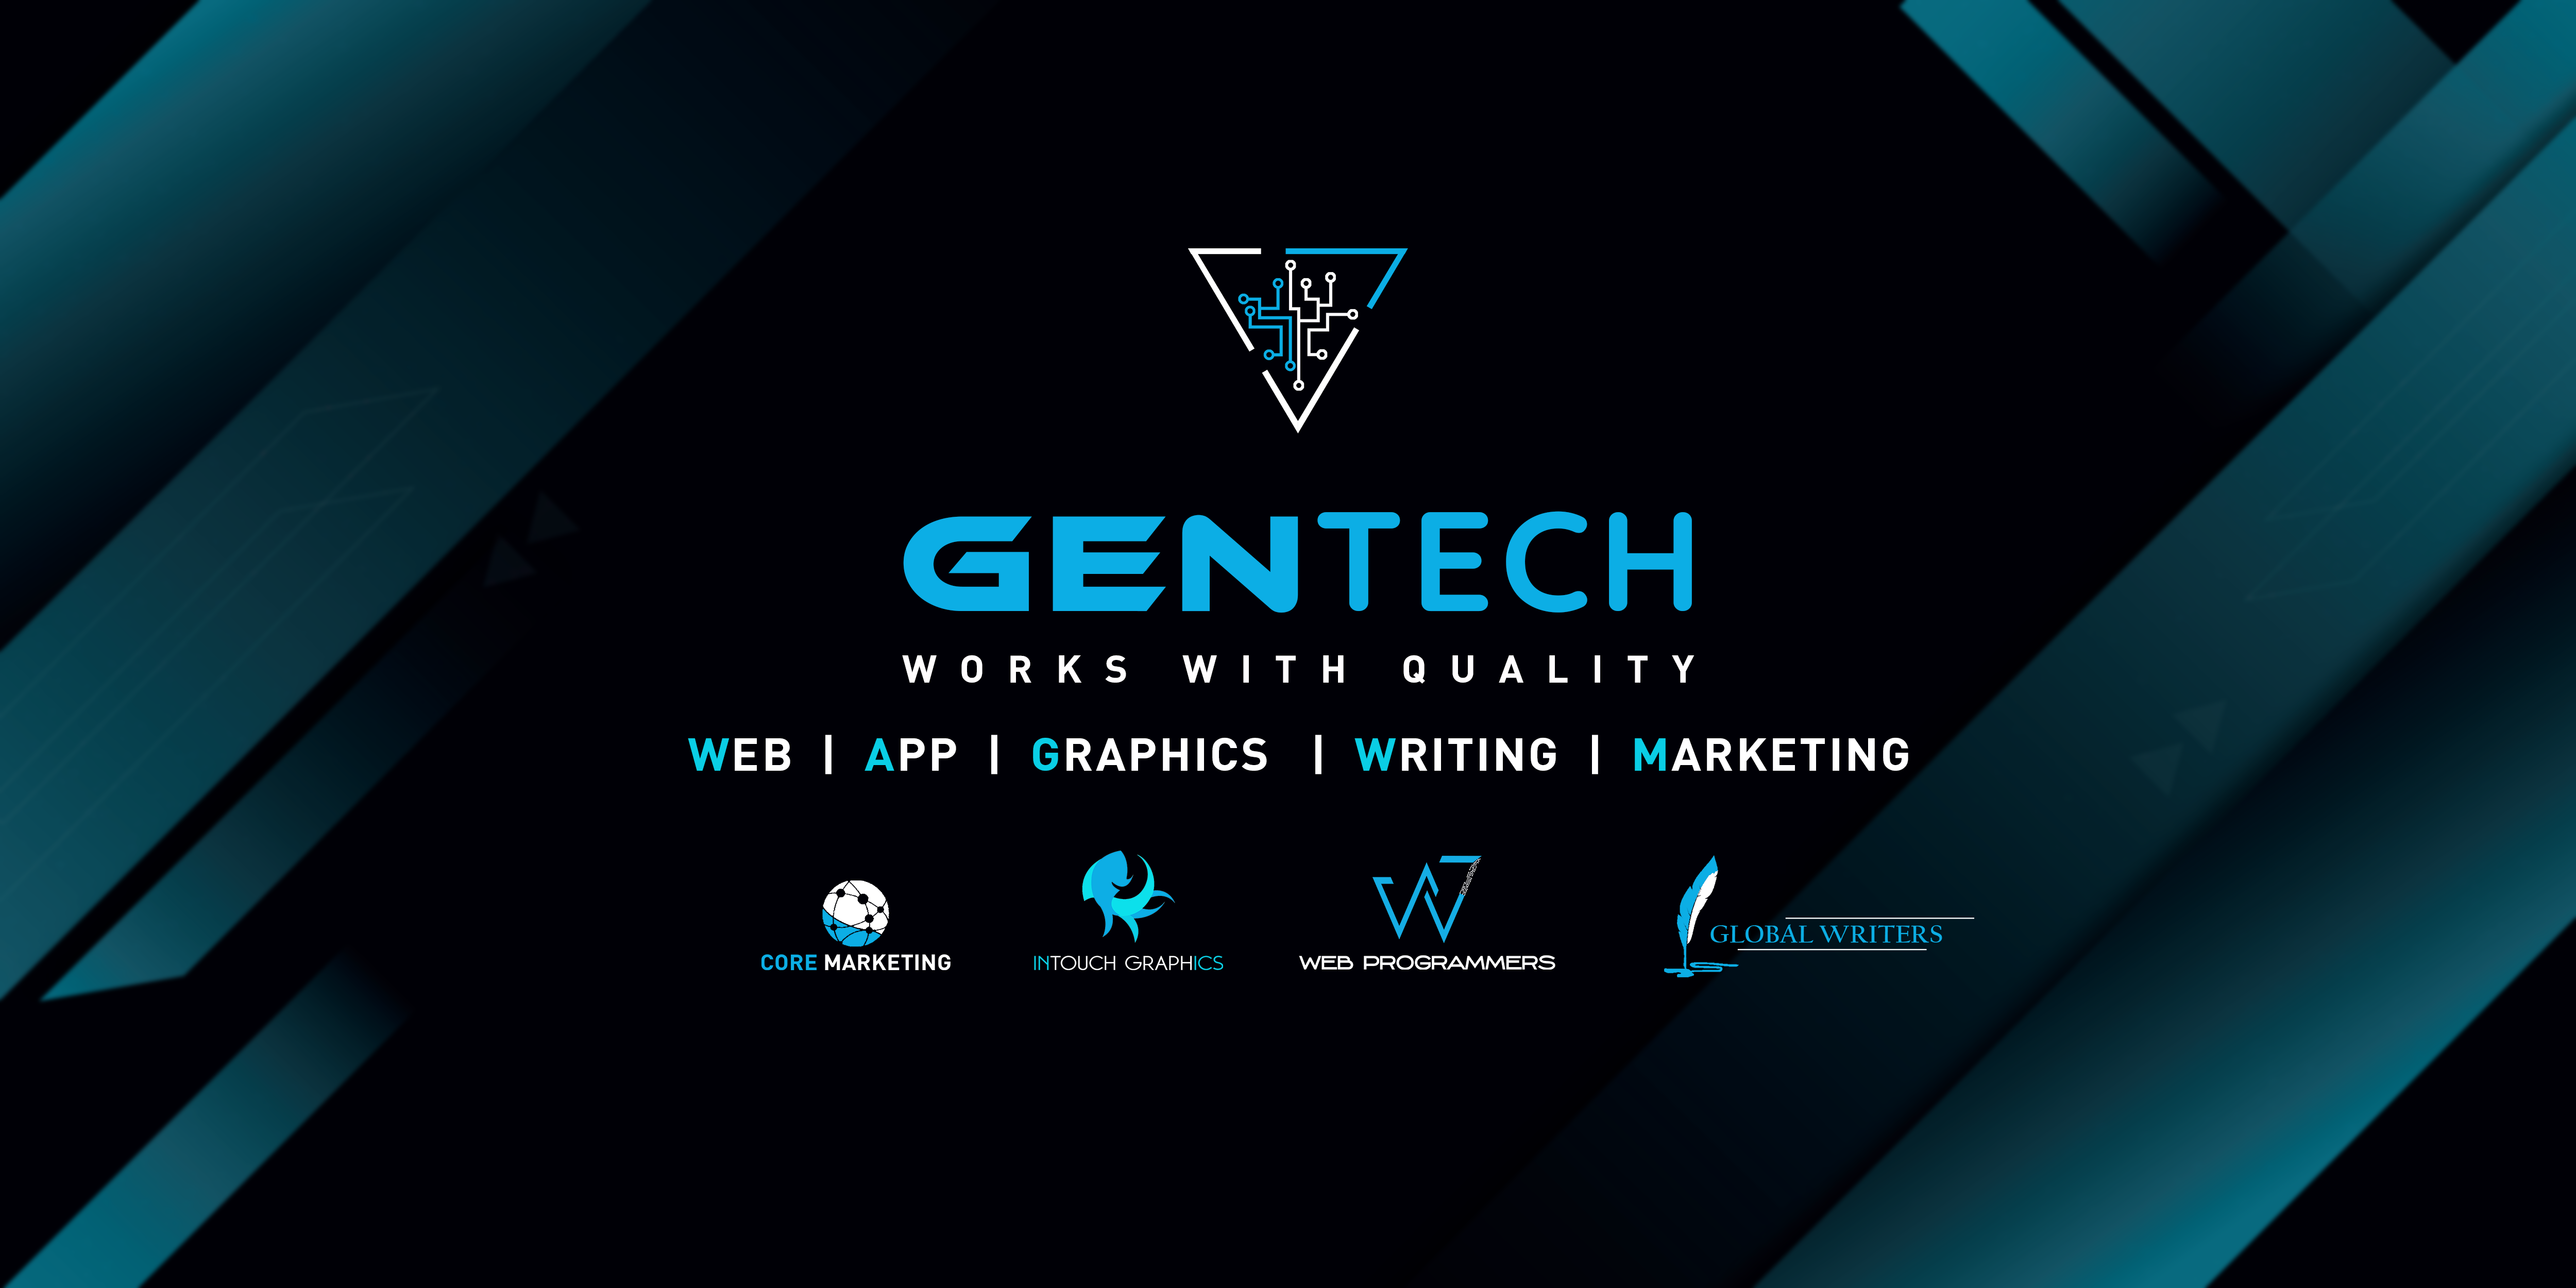 GENTECH
WORKS WITH QUALITY
WEB | APP | GRAPHICS | WRITING | MARKETING
CORE MARKETING
INTOUCH GRAPHICS
WEB PROGRAMMERS
GLOBAL WRITERS